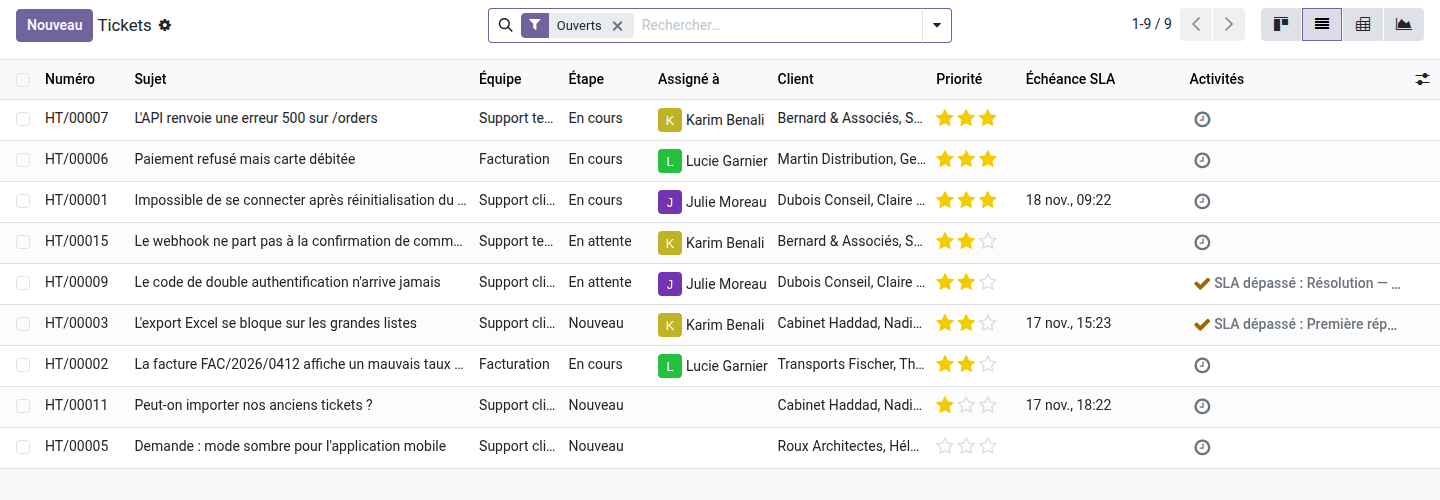 Nouveau Tickets Ouverts Rechercher... 1-9 / 9
Numéro Sujet Équipe Étape Assigné à Client Priorité Échéance SLA Activités
HT/00007 L'API renvoie une erreur 500 sur /orders Support te... En cours K Karim Benali Bernard & Associés, S...
HT/00006 Paiement refusé mais carte débitée Facturation En cours L Lucie Garnier Martin Distribution, Ge...
HT/00001 Impossible de se connecter après réinitialisation du ... Support cli... En cours J Julie Moreau Dubois Conseil, Claire ... 18 nov., 09:22
HT/00015 Le webhook ne part pas à la confirmation de comm... Support te... En attente K Karim Benali Bernard & Associés, S...
HT/00009 Le code de double authentification n'arrive jamais Support cli... En attente J Julie Moreau Dubois Conseil, Claire ... SLA dépassé : Résolution — ...
HT/00003 L'export Excel se bloque sur les grandes listes Support cli... Nouveau K Karim Benali Cabinet Haddad, Nadi... 17 nov., 15:23 SLA dépassé : Première rép...
HT/00002 La facture FAC/2026/0412 affiche un mauvais taux ... Facturation En cours L Lucie Garnier Transports Fischer, Th...
HT/00011 Peut-on importer nos anciens tickets ? Support cli... Nouveau Cabinet Haddad, Nadi... 17 nov., 18:22
HT/00005 Demande : mode sombre pour l'application mobile Support cli... Nouveau Roux Architectes, Hél...